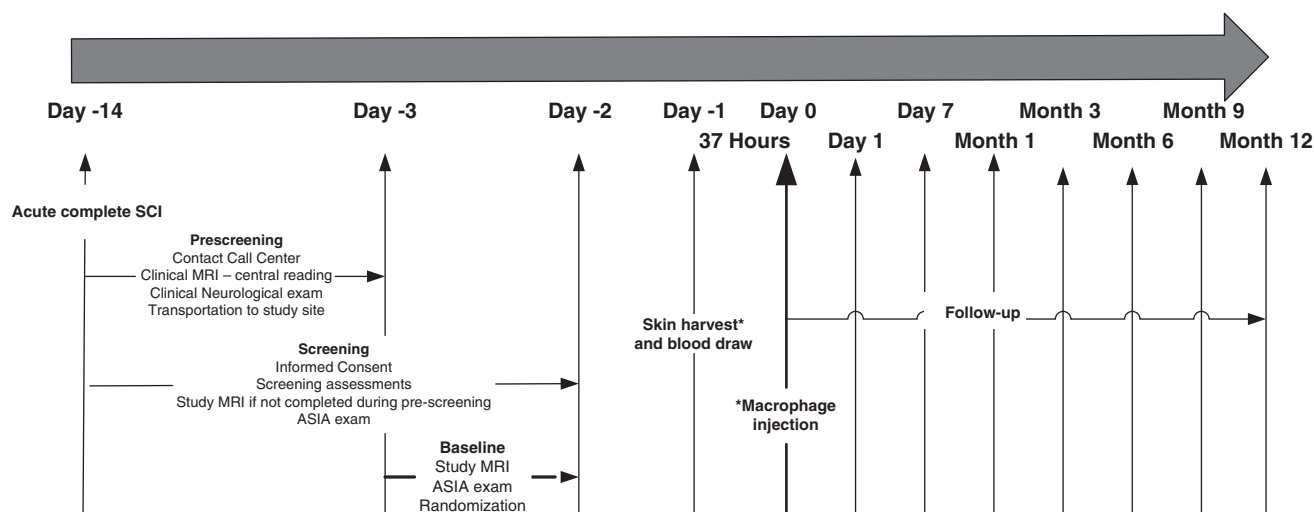 Day -14
Day -3
Day -2
Day -1
Day 0
Day 7
Month 3
Month 9
37 Hours
Day 1
Month 1
Month 6
Month 12
Acute complete SCI
Prescreening
Contact Call Center
Clinical MRI – central reading
Clinical Neurological exam
Transportation to study site
Skin harvest*
and blood draw
Follow-up
Screening
Informed Consent
Screening assessments
Study MRI if not completed during pre-screening
ASIA exam
*Macrophage
injection
Baseline
Study MRI
ASIA exam
Randomization